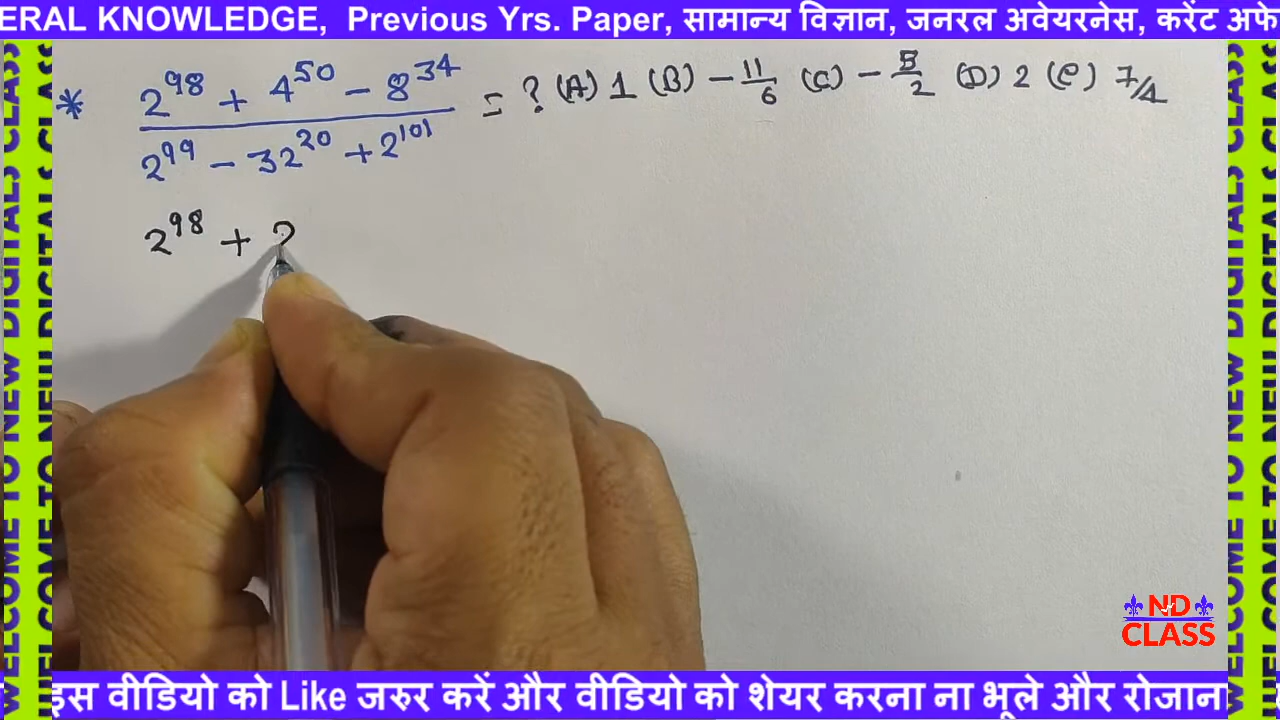 ERAL KNOWLEDGE, Previous Yrs. Paper, सामान्य विज्ञान, जनरल अवेयरनेस, करेंट अफे
* 2^98 + 4^50 - 8^34 / 2^99 - 32^20 + 2^101 = ? (A) 1 (B) -11/6 (C) -5/2 (D) 2 (E) 7/4
2^98 + 2
WELCOME TO NEW DIGITALS CLASS
ND
CLASS
इस वीडियो को Like जरुर करें और वीडियो को शेयर करना ना भूले और रोजाना